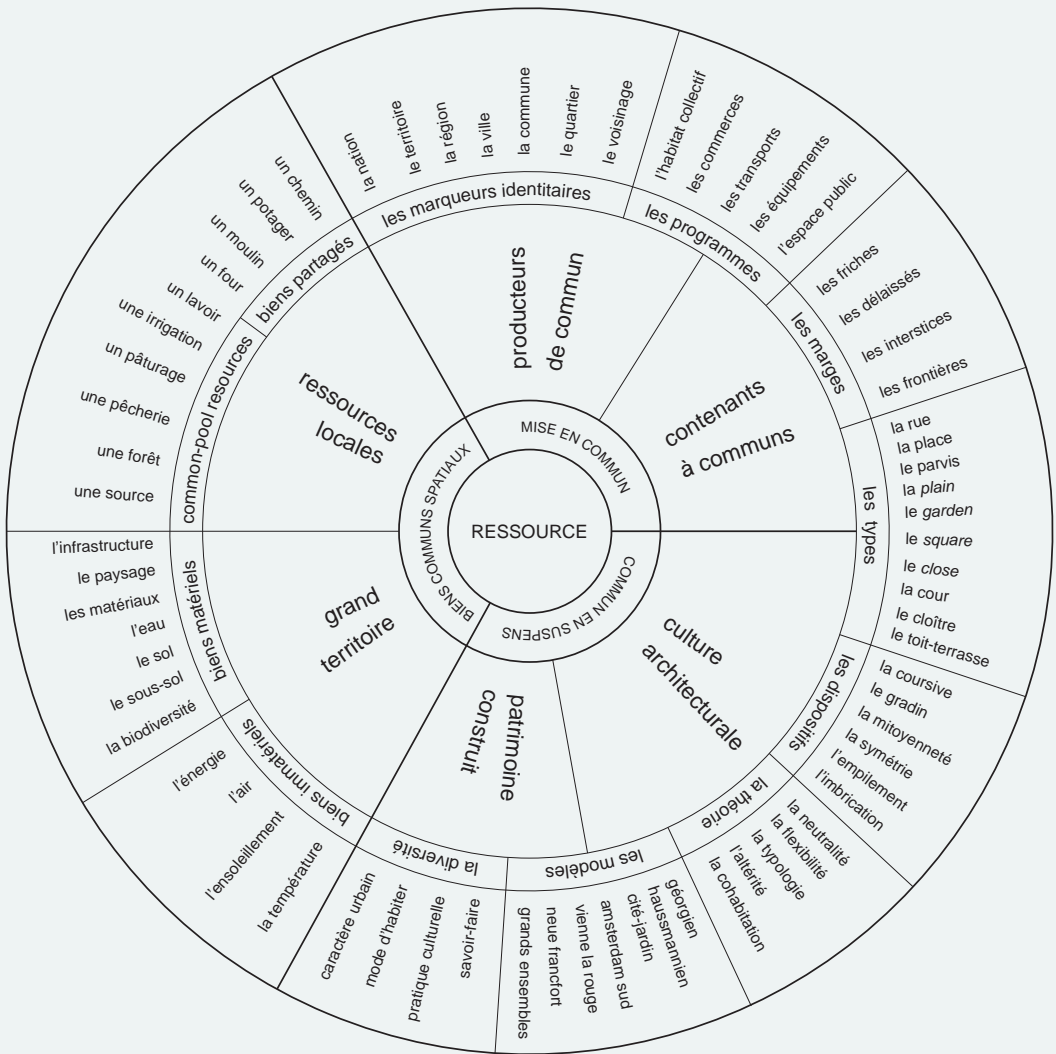 RESSOURCE
MISE EN COMMUN
COMMUN EN SUSPENS
BIENS COMMUNS SPATIAUX
producteurs
de commun
contenants
à communs
culture
architecturale
patrimoine
construit
grand
territoire
ressources
locales
les marqueurs identitaires
la nation
le territoire
la région
la ville
la commune
le quartier
le voisinage
les programmes
l'habitat collectif
les commerces
les transports
les équipements
l'espace public
les marges
les friches
les délaissés
les interstices
les frontières
les types
la rue
la place
le parvis
la plain
le garden
le square
le close
la cour
le cloître
le toit-terrasse
les dispositifs
la coursive
le gradin
la mitoyenneté
la symétrie
l'empilement
l'imbrication
la théorie
la neutralité
la flexibilité
la typologie
l'altérité
la cohabitation
les modèles
géorgien
haussmannien
cité-jardin
amsterdam sud
vienne la rouge
neue francfort
grands ensembles
la diversité
savoir-faire
pratique culturelle
mode d'habiter
caractère urbain
biens immatériels
la température
l'ensoleillement
l'air
l'énergie
biens matériels
la biodiversité
le sous-sol
le sol
l'eau
les matériaux
le paysage
l'infrastructure
common-pool resources
une source
une forêt
une pêcherie
un pâturage
une irrigation
biens partagés
un lavoir
un four
un moulin
un potager
un chemin